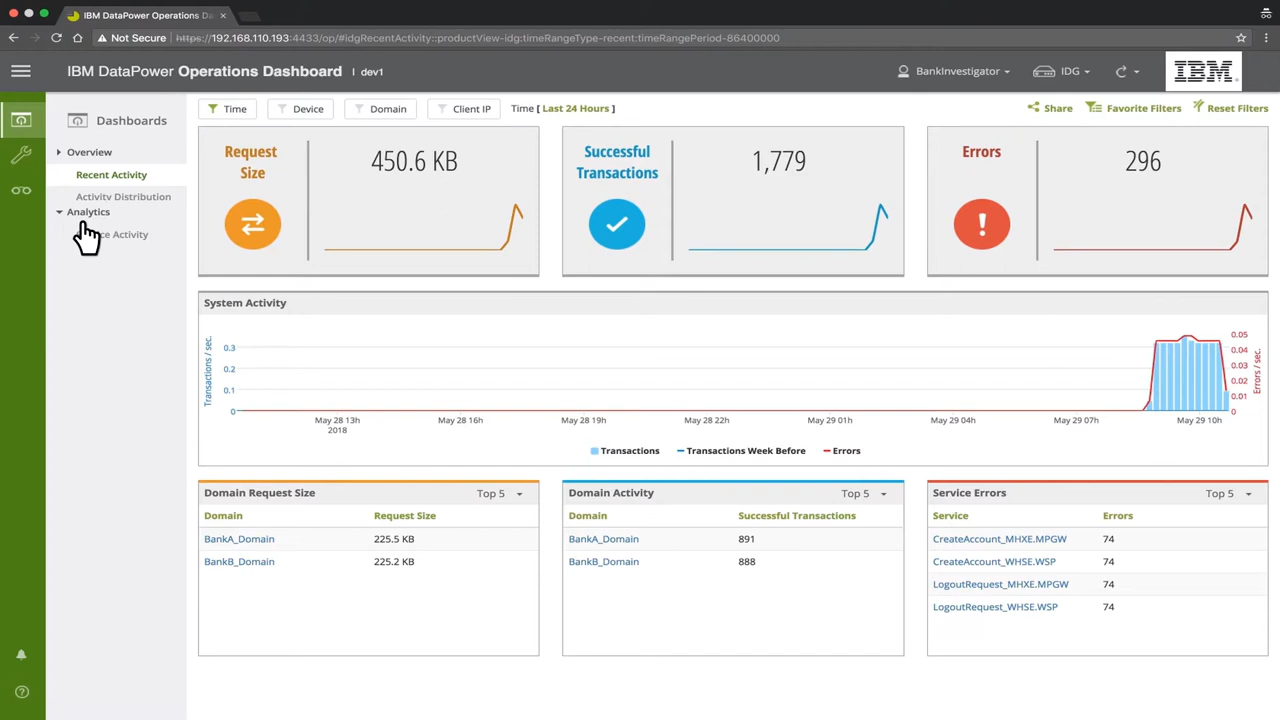 IBM DataPower Operations Da
Not Secure https://192.168.110.193:4433/op/#idgRecentActivity::productView-idg:timeRangeType-recent:timeRangePeriod-86400000
IBM DataPower Operations Dashboard | dev1
BankInvestigator
IDG
IBM
Dashboards
Overview
Recent Activity
Activity Distribution
Analytics
Activity
Time
Device
Domain
Client IP
Time [ Last 24 Hours ]
Share
Favorite Filters
Reset Filters
Request
Size
450.6 KB
Successful
Transactions
1,779
Errors
296
System Activity
Transactions / sec.
0.3
0.2
0.1
0
0.05
0.04
0.03
0.02
0.01
0
Errors / sec.
May 28 13h
2018
May 28 16h
May 28 19h
May 28 22h
May 29 01h
May 29 04h
May 29 07h
May 29 10h
Transactions
Transactions Week Before
Errors
Domain Request Size
Top 5
Domain Request Size
BankA_Domain 225.5 KB
BankB_Domain 225.2 KB
Domain Activity
Top 5
Domain Successful Transactions
BankA_Domain 891
BankB_Domain 888
Service Errors
Top 5
Service Errors
CreateAccount_MHXE.MPGW 74
CreateAccount_WHSE.WSP 74
LogoutRequest_MHXE.MPGW 74
LogoutRequest_WHSE.WSP 74